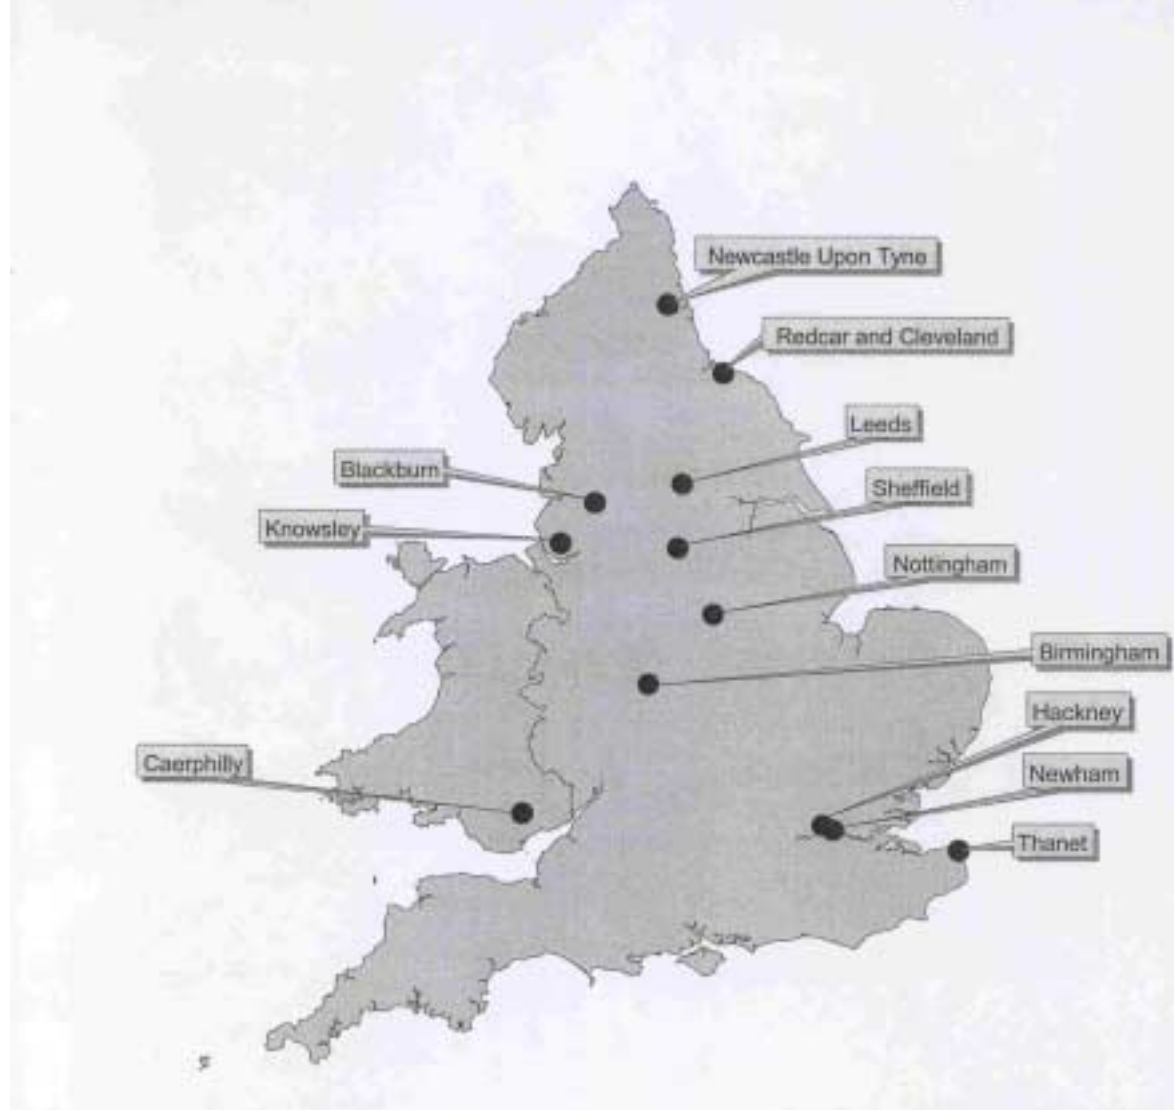 Newcastle Upon Tyne
Redcar and Cleveland
Leeds
Blackburn
Sheffield
Knowsley
Nottingham
Birmingham
Hackney
Caerphilly
Newham
Thanet